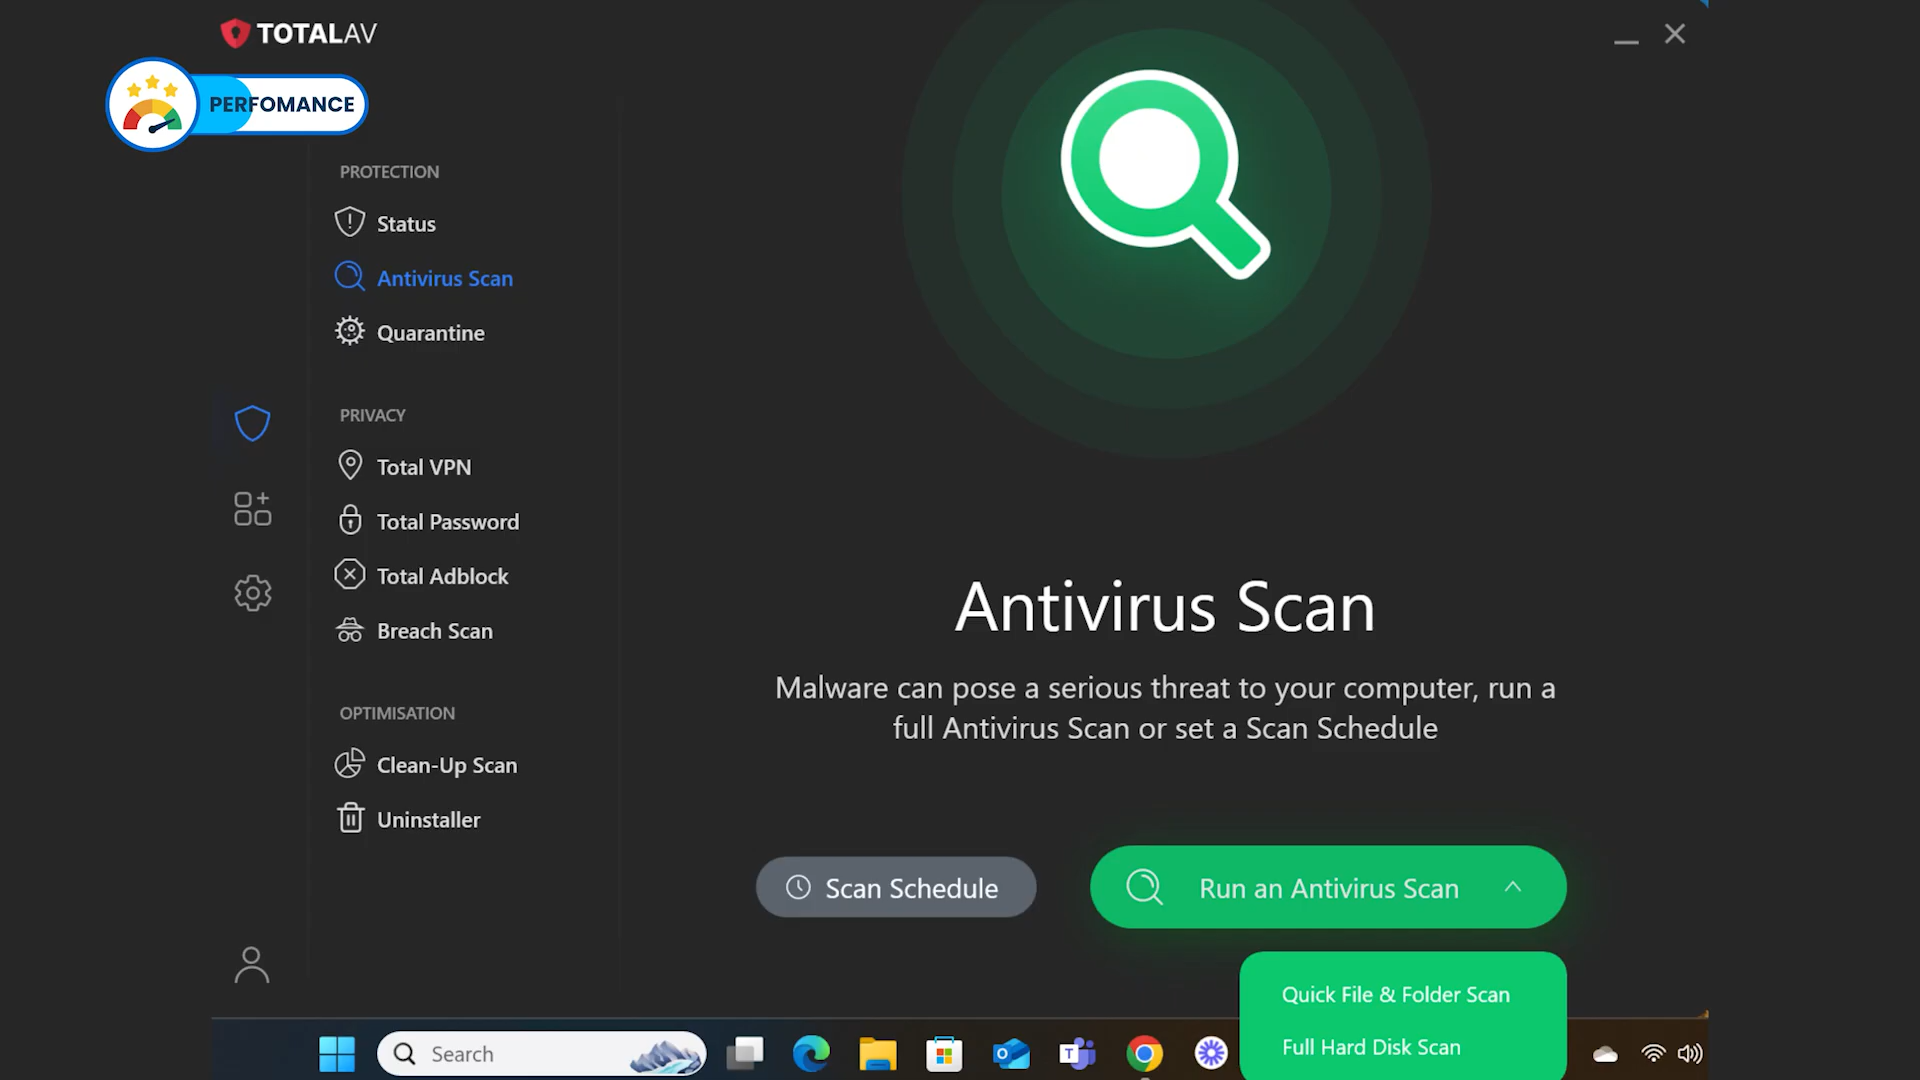 TOTALAV
PERFOMANCE
PROTECTION
Status
Antivirus Scan
Quarantine
PRIVACY
Total VPN
Total Password
Total Adblock
Breach Scan
OPTIMISATION
Clean-Up Scan
Uninstaller
Antivirus Scan
Malware can pose a serious threat to your computer, run a
full Antivirus Scan or set a Scan Schedule
Scan Schedule
Run an Antivirus Scan
Quick File & Folder Scan
Full Hard Disk Scan
Search